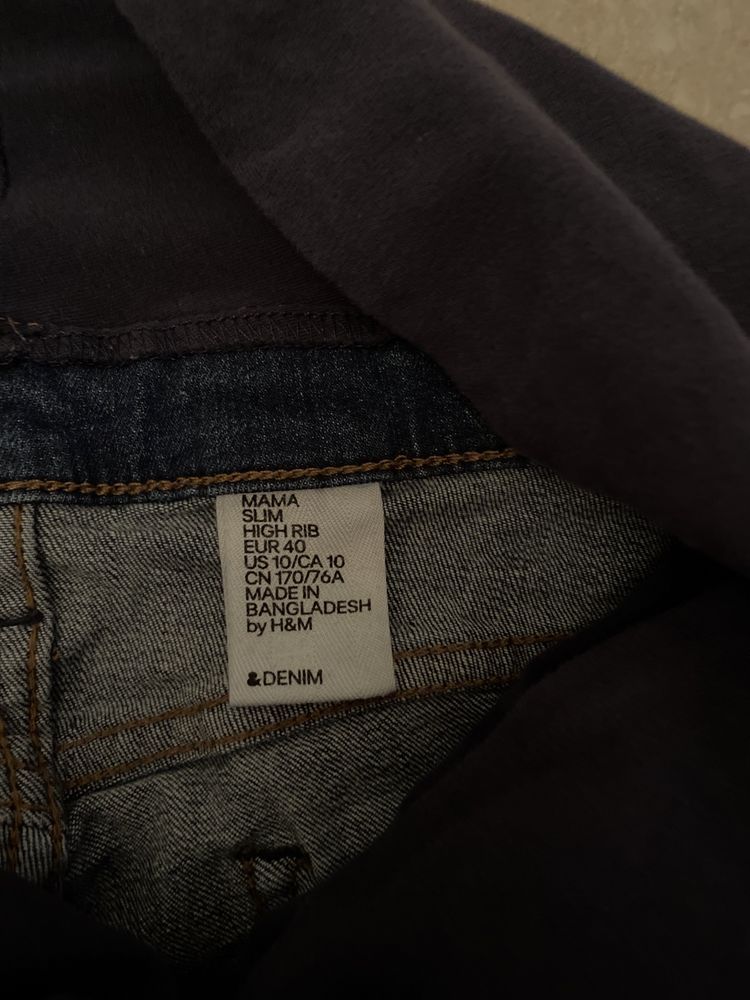 MAMA
SLIM
HIGH RIB
EUR 40
US 10/CA 10
CN 170/76A
MADE IN
BANGLADESH
by H&M
&DENIM